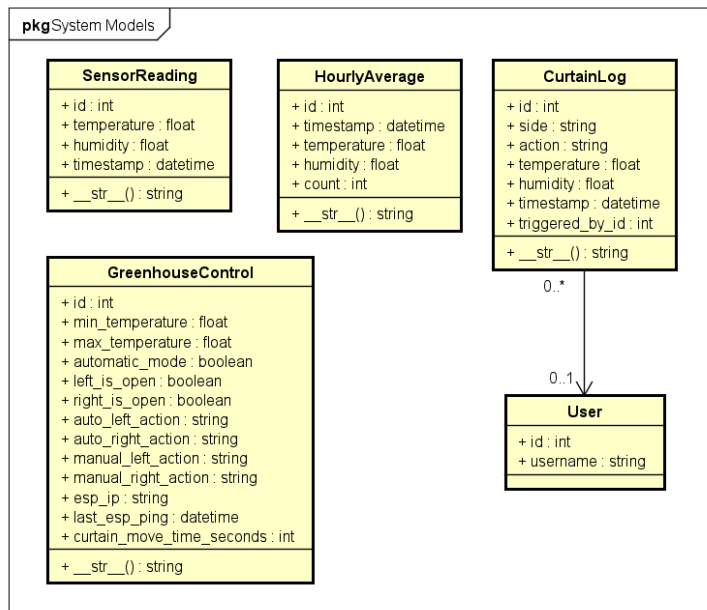 pkg System Models
SensorReading
+ id : int
+ temperature : float
+ humidity : float
+ timestamp : datetime
+ __str__() : string
HourlyAverage
+ id : int
+ timestamp : datetime
+ temperature : float
+ humidity : float
+ count : int
+ __str__() : string
CurtainLog
+ id : int
+ side : string
+ action : string
+ temperature : float
+ humidity : float
+ timestamp : datetime
+ triggered_by_id : int
+ __str__() : string
0..*
0..1
GreenhouseControl
+ id : int
+ min_temperature : float
+ max_temperature : float
+ automatic_mode : boolean
+ left_is_open : boolean
+ right_is_open : boolean
+ auto_left_action : string
+ auto_right_action : string
+ manual_left_action : string
+ manual_right_action : string
+ esp_ip : string
+ last_esp_ping : datetime
+ curtain_move_time_seconds : int
+ __str__() : string
User
+ id : int
+ username : string